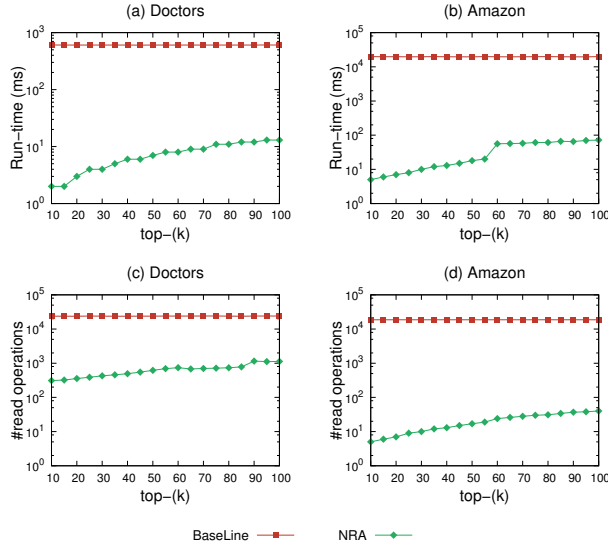 (a) Doctors
Run-time (ms)
10^3
10^2
10^1
10^0
10 20 30 40 50 60 70 80 90 100
top-(k)
(b) Amazon
Run-time (ms)
10^5
10^4
10^3
10^2
10^1
10^0
10 20 30 40 50 60 70 80 90 100
top-(k)
(c) Doctors
#read operations
10^5
10^4
10^3
10^2
10^1
10^0
10 20 30 40 50 60 70 80 90 100
top-(k)
(d) Amazon
#read operations
10^5
10^4
10^3
10^2
10^1
10^0
10 20 30 40 50 60 70 80 90 100
top-(k)
BaseLine NRA